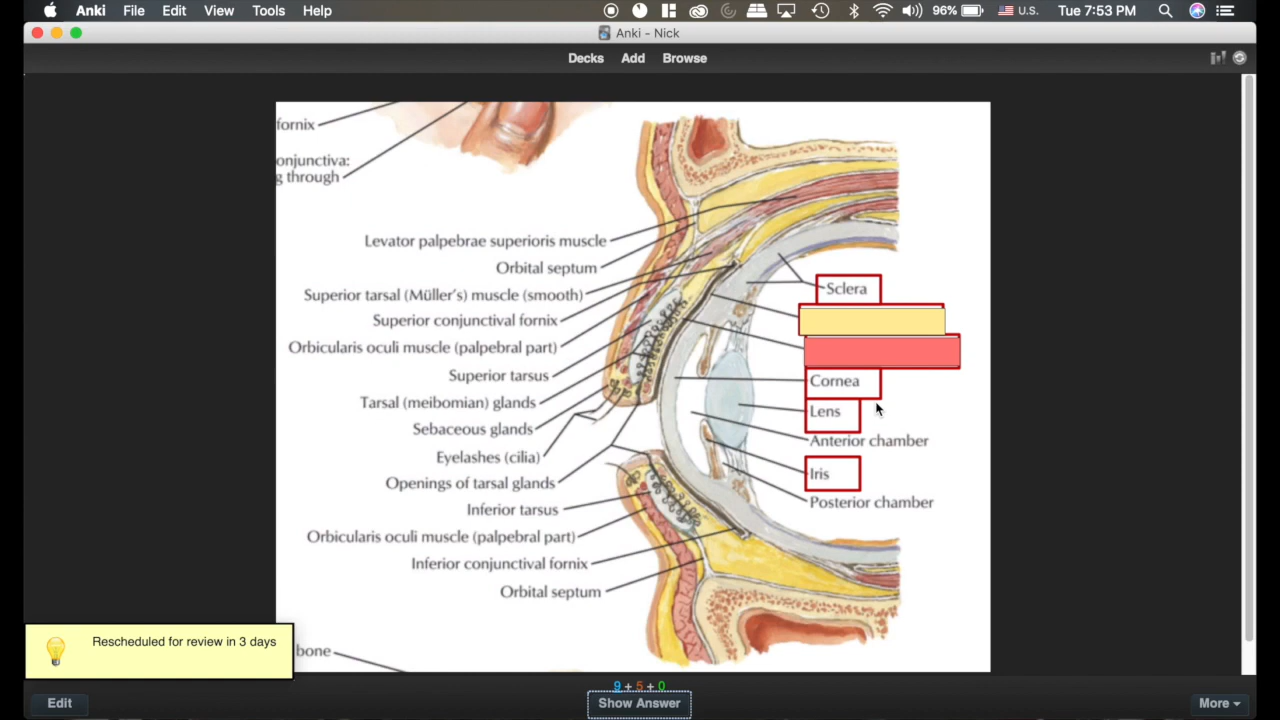 Anki File Edit View Tools Help 96% U.S. Tue 7:53 PM
Anki - Nick
Decks Add Browse
fornix
onjunctiva:
g through
Levator palpebrae superioris muscle
Orbital septum
Superior tarsal (Müller's) muscle (smooth)
Superior conjunctival fornix
Orbicularis oculi muscle (palpebral part)
Superior tarsus
Tarsal (meibomian) glands
Sebaceous glands
Eyelashes (cilia)
Openings of tarsal glands
Inferior tarsus
Orbicularis oculi muscle (palpebral part)
Inferior conjunctival fornix
Orbital septum
Sclera
Cornea
Lens
Anterior chamber
Iris
Posterior chamber
Rescheduled for review in 3 days
bone
9 + 5 + 0
Edit Show Answer More